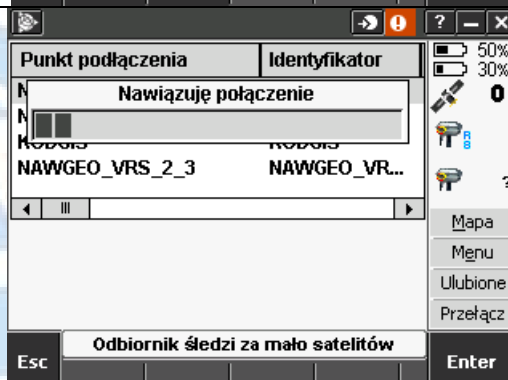 ? – X
Punkt podłączenia Identyfikator
50%
30%
Nawiązuję połączenie
0
R8
NAWGEO_VRS_2_3 NAWGEO_VR...
?
Mapa
Menu
Ulubione
Przełącz
Odbiornik śledzi za mało satelitów
Esc
Enter